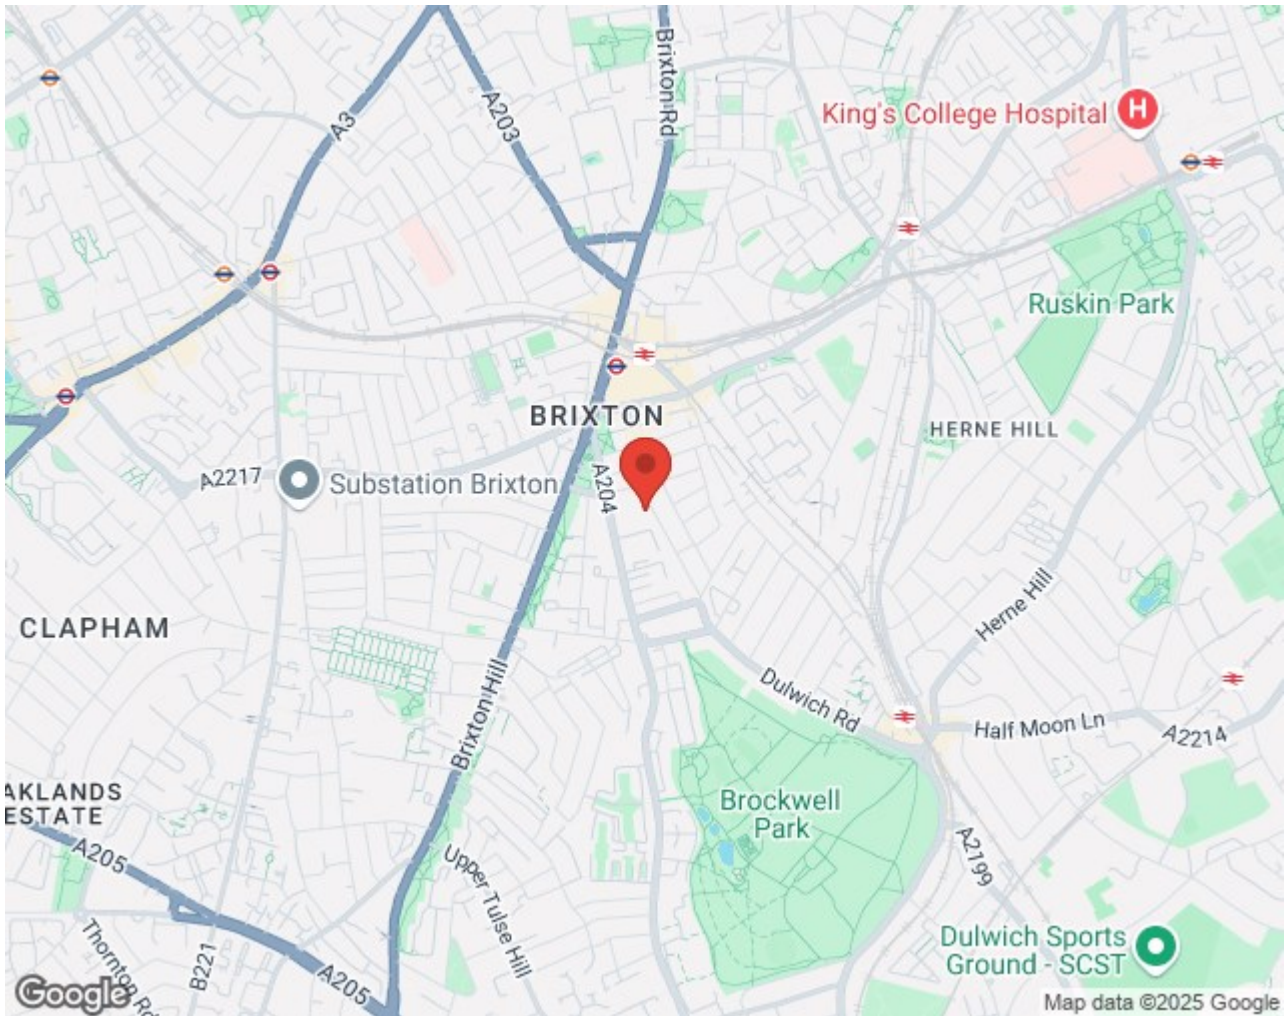 Brixton Rd
A203
A3
King's College Hospital
H
Ruskin Park
BRIXTON
HERNE HILL
A2217
Substation Brixton
A204
CLAPHAM
Herne Hill
Brixton Hill
Dulwich Rd
Half Moon Ln
A2214
AKLANDS
ESTATE
Brockwell
Park
A205
Upper Tulse Hill
A2199
Thornton Rd
B221
A205
Dulwich Sports
Ground - SCST
Google
Map data ©2025 Google